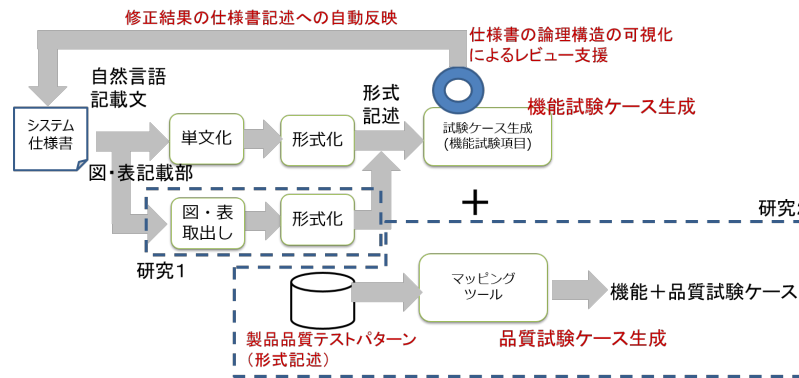 修正結果の仕様書記述への自動反映
仕様書の論理構造の可視化
によるレビュー支援
自然言語
記載文
形式
記述
機能試験ケース生成
システム
仕様書
単文化
形式化
試験ケース生成
(機能試験項目)
図・表記載部
図・表
取出し
形式化
＋
研究
研究１
マッピング
ツール
機能＋品質試験ケース
製品品質テストパターン
（形式記述）
品質試験ケース生成